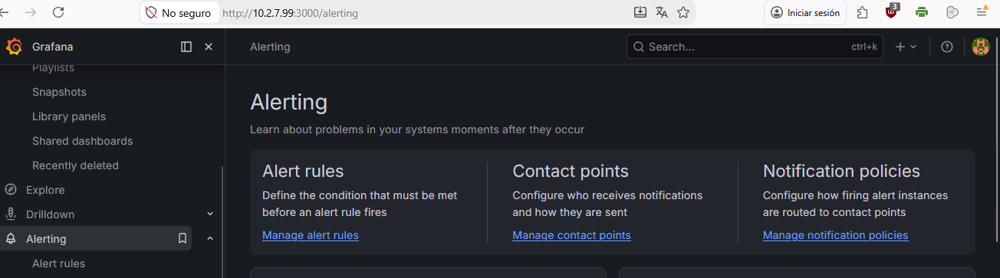 No seguro
http://10.2.7.99:3000/alerting
Iniciar sesión
3
Grafana
Alerting
Search...
ctrl+k
Playlists
Snapshots
Library panels
Shared dashboards
Recently deleted
Explore
Drilldown
Alerting
Alert rules
Alerting
Learn about problems in your systems moments after they occur
Alert rules
Define the condition that must be met
before an alert rule fires
Manage alert rules
Contact points
Configure who receives notifications
and how they are sent
Manage contact points
Notification policies
Configure how firing alert instances
are routed to contact points
Manage notification policies